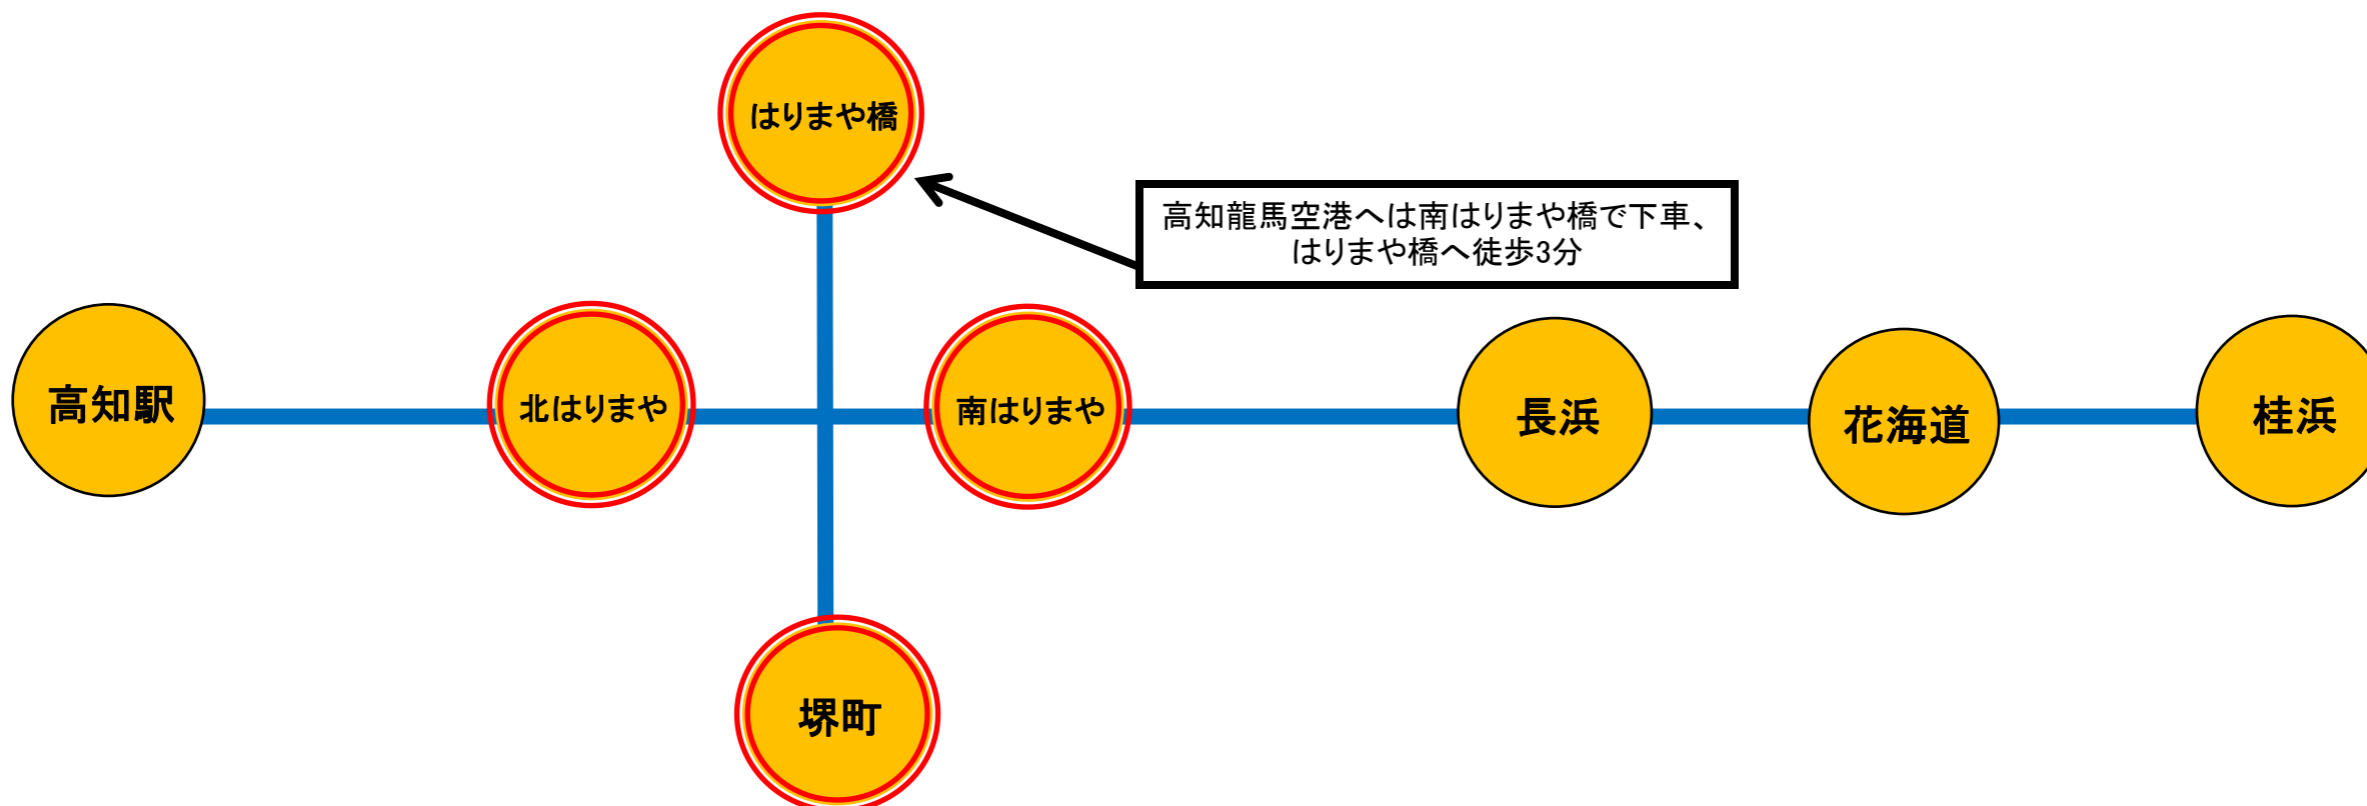 はりまや橋
高知龍馬空港へは南はりまや橋で下車、
はりまや橋へ徒歩3分
高知駅
北はりまや
南はりまや
長浜
花海道
桂浜
堺町